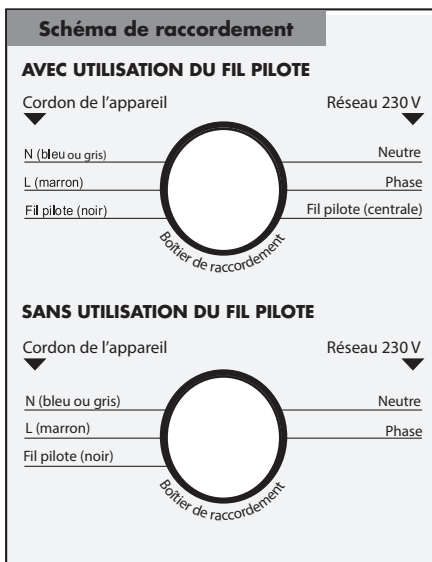 Schéma de raccordement
AVEC UTILISATION DU FIL PILOTE
Cordon de l'appareil Réseau 230 V
N (bleu ou gris) Neutre
L (marron) Phase
Fil pilote (noir) Fil pilote (centrale)
Boîtier de raccordement
SANS UTILISATION DU FIL PILOTE
Cordon de l'appareil Réseau 230 V
N (bleu ou gris) Neutre
L (marron) Phase
Fil pilote (noir)
Boîtier de raccordement